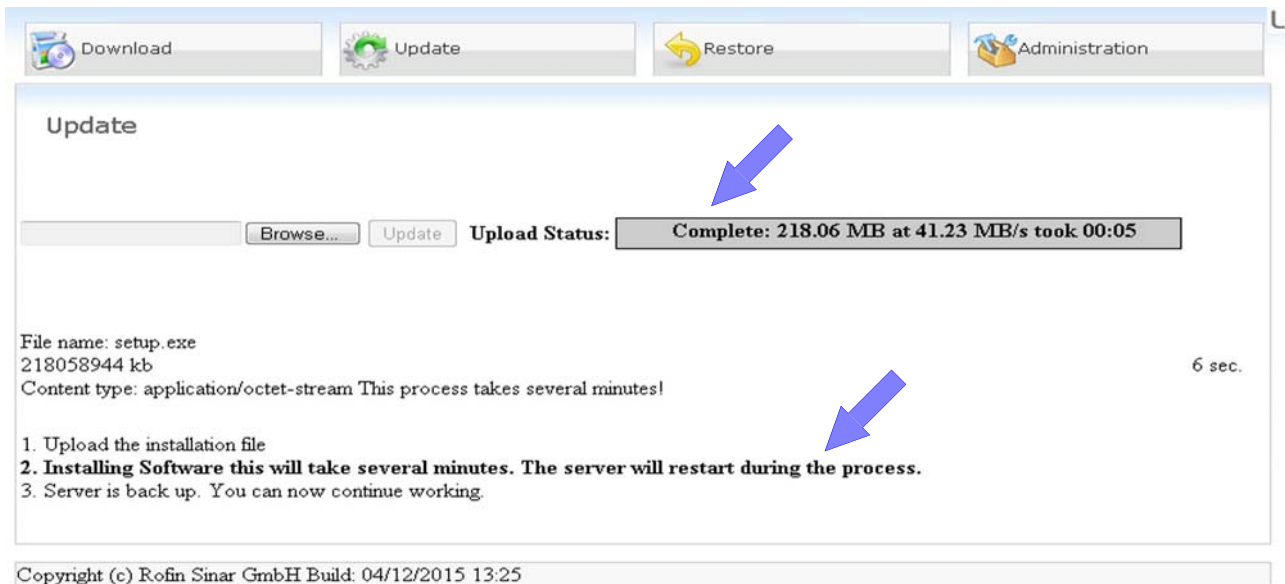 Download Update Restore Administration
Update
Browse... Update Upload Status: Complete: 218.06 MB at 41.23 MB/s took 00:05
File name: setup.exe
218058944 kb 6 sec.
Content type: application/octet-stream This process takes several minutes!
1. Upload the installation file
2. Installing Software this will take several minutes. The server will restart during the process.
3. Server is back up. You can now continue working.
Copyright (c) Rofin Sinar GmbH Build: 04/12/2015 13:25